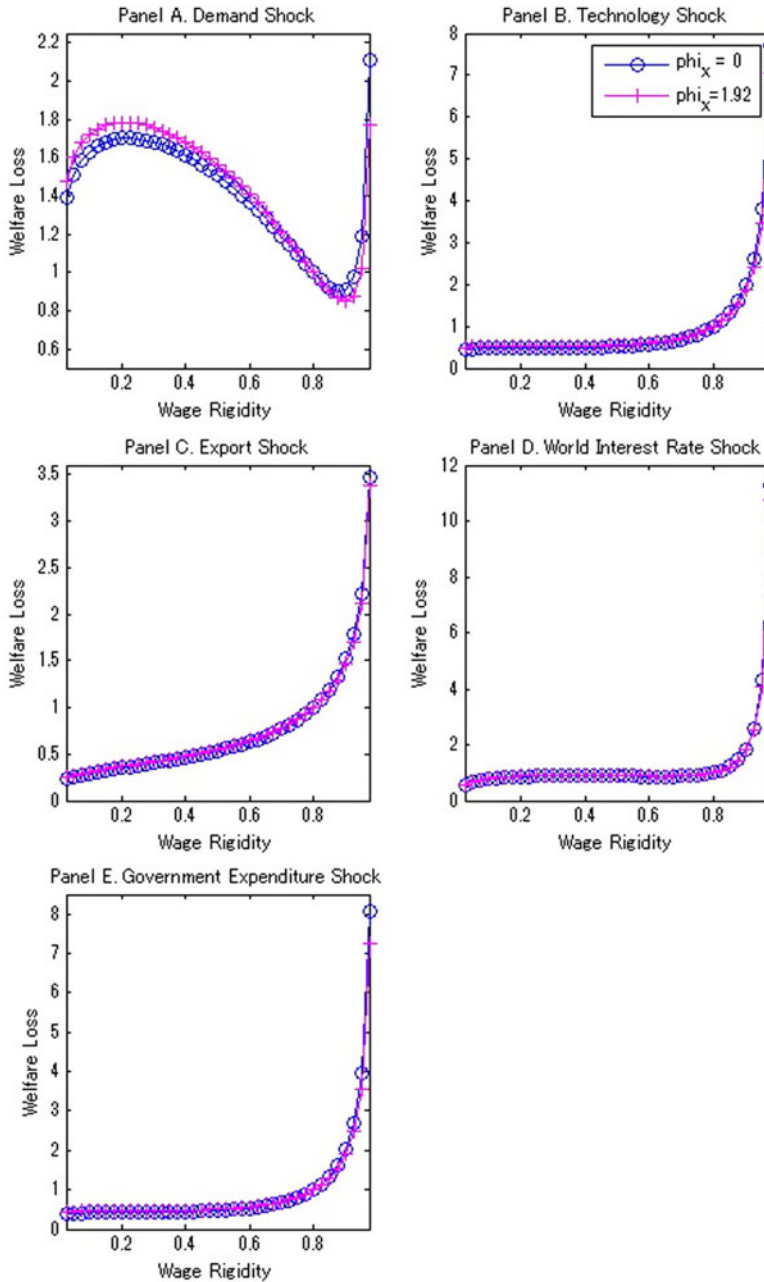 Panel A. Demand Shock
2.2
2
1.8
1.6
1.4
1.2
1
0.8
0.6
Welfare Loss
0.2 0.4 0.6 0.8
Wage Rigidity
Panel B. Technology Shock
8
7
6
5
4
3
2
1
0
Welfare Loss
phi_x = 0
phi_x=1.92
0.2 0.4 0.6 0.8
Wage Rigidity
Panel C. Export Shock
3.5
3
2.5
2
1.5
1
0.5
0
Welfare Loss
0.2 0.4 0.6 0.8
Wage Rigidity
Panel D. World Interest Rate Shock
12
10
8
6
4
2
0
Welfare Loss
0.2 0.4 0.6 0.8
Wage Rigidity
Panel E. Government Expenditure Shock
8
7
6
5
4
3
2
1
0
Welfare Loss
0.2 0.4 0.6 0.8
Wage Rigidity